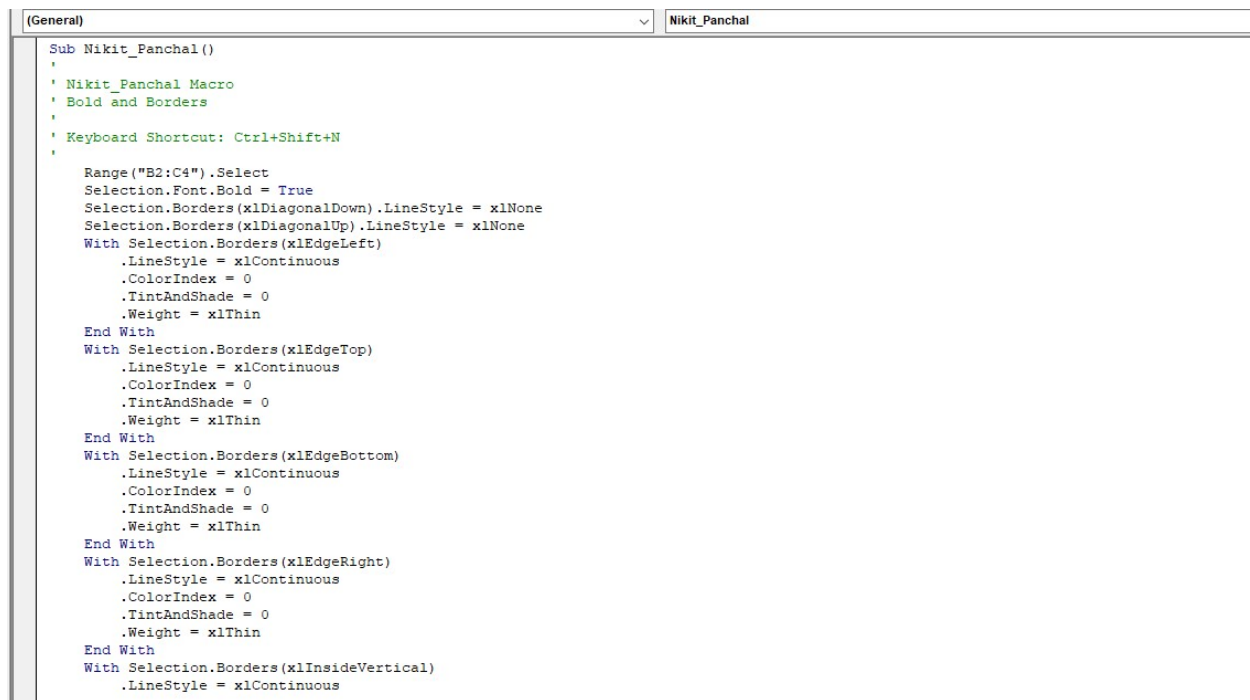 (General)
Nikit_Panchal
Sub Nikit_Panchal()
'
' Nikit_Panchal Macro
' Bold and Borders
'
' Keyboard Shortcut: Ctrl+Shift+N
'
    Range("B2:C4").Select
    Selection.Font.Bold = True
    Selection.Borders(xlDiagonalDown).LineStyle = xlNone
    Selection.Borders(xlDiagonalUp).LineStyle = xlNone
    With Selection.Borders(xlEdgeLeft)
        .LineStyle = xlContinuous
        .ColorIndex = 0
        .TintAndShade = 0
        .Weight = xlThin
    End With
    With Selection.Borders(xlEdgeTop)
        .LineStyle = xlContinuous
        .ColorIndex = 0
        .TintAndShade = 0
        .Weight = xlThin
    End With
    With Selection.Borders(xlEdgeBottom)
        .LineStyle = xlContinuous
        .ColorIndex = 0
        .TintAndShade = 0
        .Weight = xlThin
    End With
    With Selection.Borders(xlEdgeRight)
        .LineStyle = xlContinuous
        .ColorIndex = 0
        .TintAndShade = 0
        .Weight = xlThin
    End With
    With Selection.Borders(xlInsideVertical)
        .LineStyle = xlContinuous